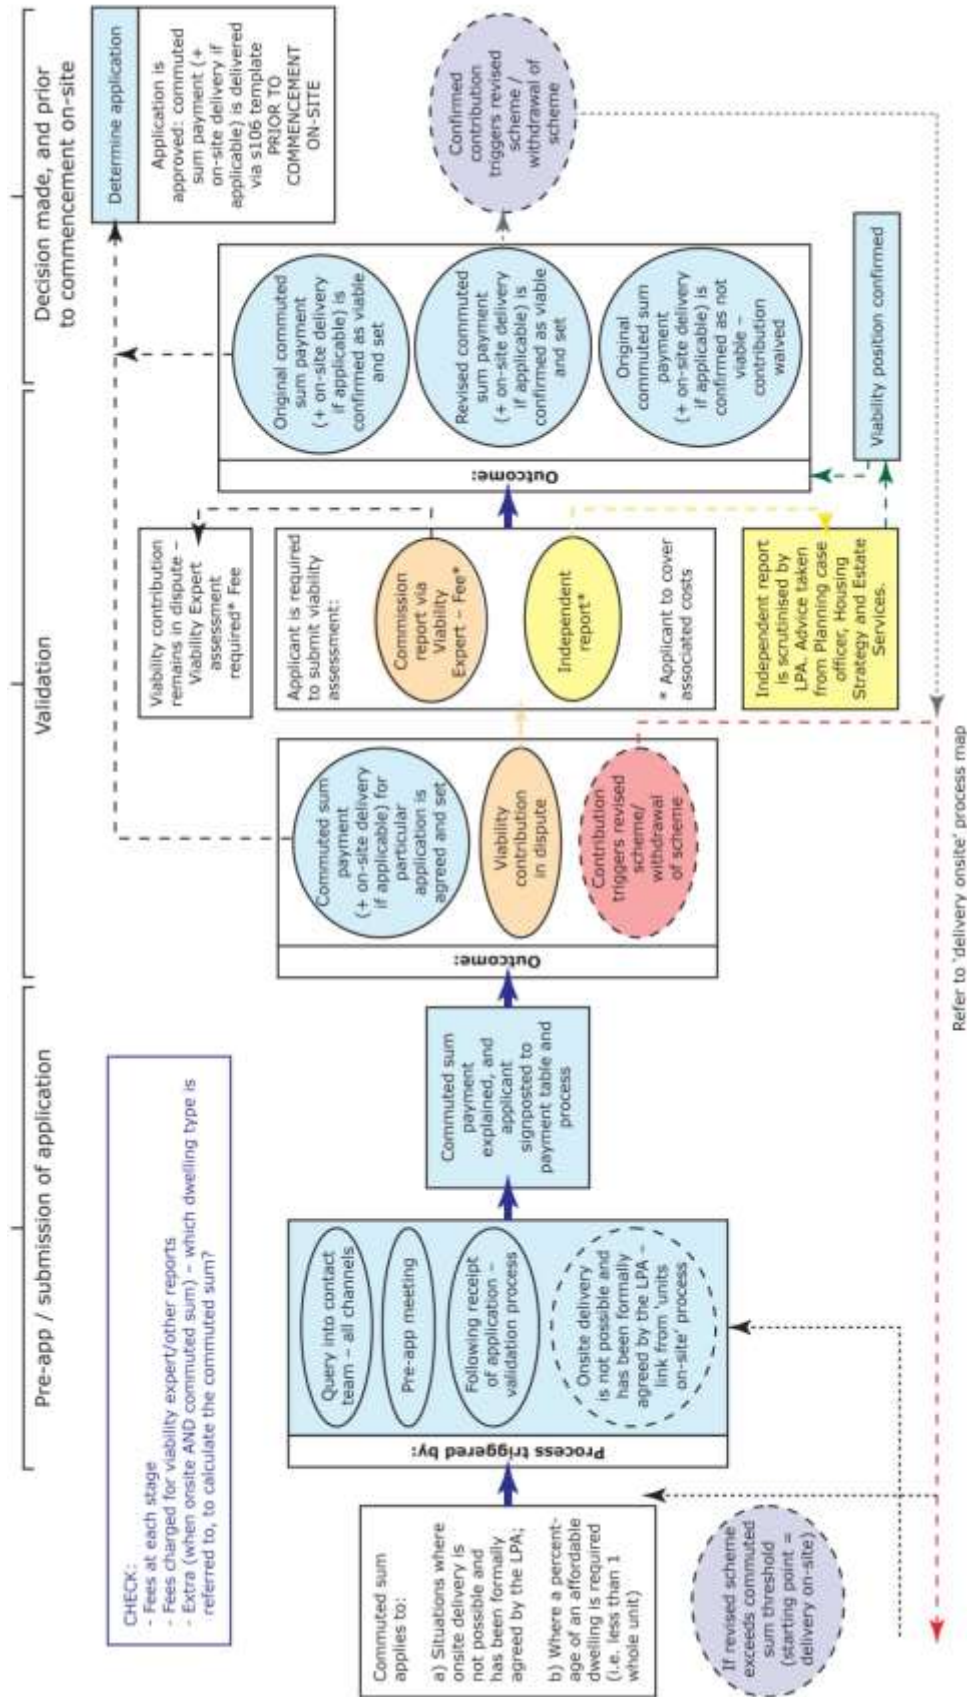 Pre-app / submission of application
Validation
Decision made, and prior
to commencement on-site
CHECK:
- Fees at each stage
- Fees charged for viability expert/other reports
- Extra (when onsite AND commuted sum) – which dwelling type is
referred to, to calculate the commuted sum?
Commuted sum
applies to:
a) Situations where
onsite delivery is
not possible and
has been formally
agreed by the LPA;
b) Where a percent-
age of an affordable
dwelling is required
(i.e. less than 1
whole unit)
If revised scheme
exceeds commuted
sum threshold
(starting point =
delivery on-site)
Process triggered by:
Query into contact
team – all channels
Pre-app meeting
Following receipt
of application –
validation process
Onsite delivery
is not possible and
has been formally
agreed by the LPA –
link from ‘units
on-site’ process
Commuted sum
payment
explained, and
applicant
signposted to
payment table and
process
Outcome:
Commuted sum
payment
(+ on-site delivery
if applicable) for
particular
application is
agreed and set
Viability
contribution
in dispute
Contribution
triggers revised
scheme/
withdrawal
of scheme
Viability contribution
remains in dispute –
Viability Expert
assessment
required* Fee
Applicant is required
to submit viability
assessment:
Commission
report via
Viability
Expert – Fee*
Independent
report*
* Applicant to cover
associated costs
Independent report
is scrutinised by
LPA. Advice taken
from Planning case
officer, Housing
Strategy and Estate
Services.
Outcome:
Original commuted
sum payment
(+ on-site delivery
if applicable) is
confirmed as viable
and set
Revised commuted
sum payment
(+ on-site delivery
if applicable) is
confirmed as viable
and set
Original
commuted sum
payment
(+ on-site delivery
if applicable) is
confirmed as not
viable –
contribution
waived
Viability position confirmed
Determine application
Application is
approved: commuted
sum payment (+
on-site delivery if
applicable) is delivered
via s106 template
PRIOR TO
COMMENCEMENT
ON-SITE
Confirmed
contribution
triggers revised
scheme /
withdrawal of
scheme
Refer to ‘delivery onsite’ process map